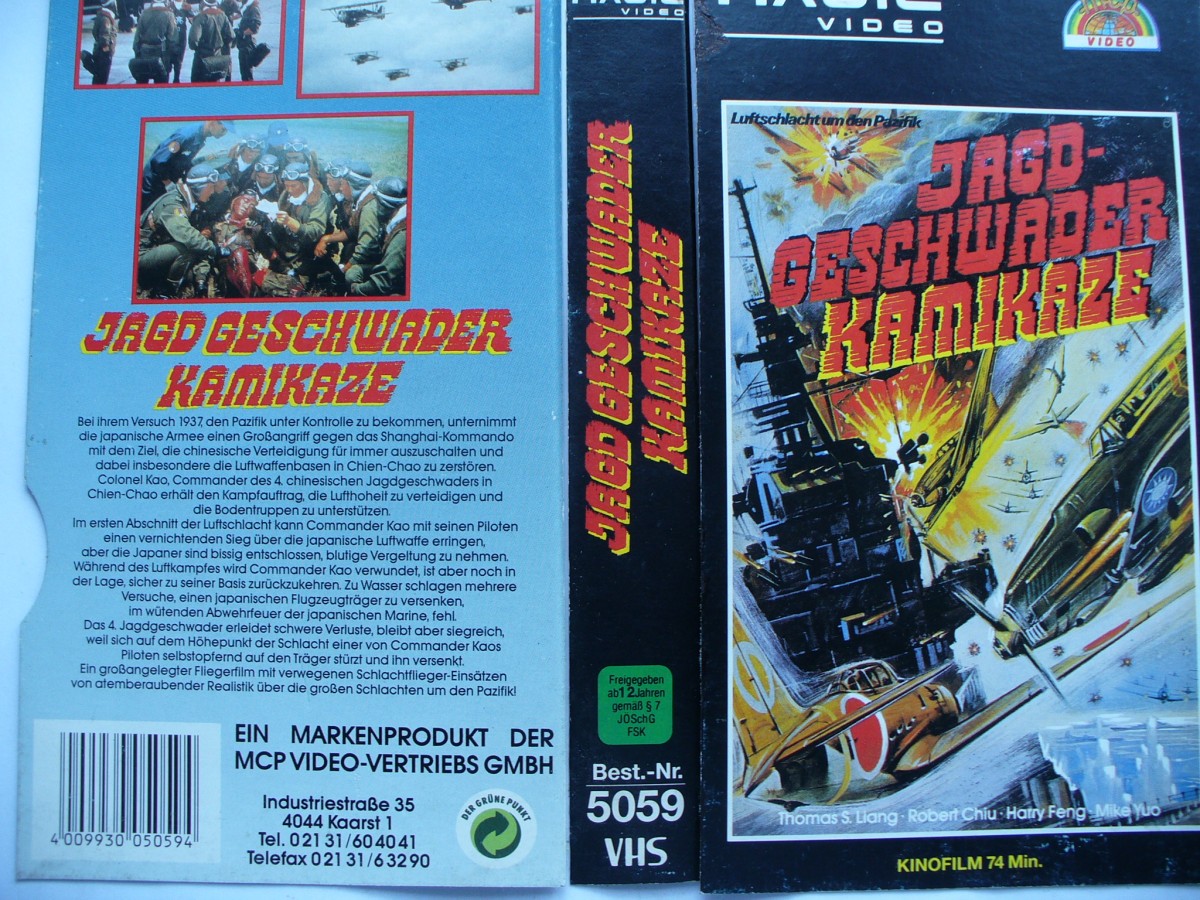 JAGD GESCHWADER
KAMIKAZE
Bei ihrem Versuch 1937, den Pazifik unter Kontrolle zu bekommen, unternimmt
die japanische Armee einen Großangriff gegen das Shanghai-Kommando
mit dem Ziel, die chinesische Verteidigung für immer auszuschalten und
dabei insbesondere die Luftwaffenbasen in Chien-Chao zu zerstören.
Colonel Kao, Commander des 4. chinesischen Jagdgeschwaders in
Chien-Chao erhält den Kampfauftrag, die Lufthoheit zu verteidigen und
die Bodentruppen zu unterstützen.
Im ersten Abschnitt der Luftschlacht kann Commander Kao mit seinen Piloten
einen vernichtenden Sieg über die japanische Luftwaffe erringen,
aber die Japaner sind bissig entschlossen, blutige Vergeltung zu nehmen.
Während des Luftkampfes wird Commander Kao verwundet, ist aber noch in
der Lage, sicher zu seiner Basis zurückzukehren. Zu Wasser schlagen mehrere
Versuche, einen japanischen Flugzeugträger zu versenken,
im wütenden Abwehrfeuer der japanischen Marine, fehl.
Das 4. Jagdgeschwader erleidet schwere Verluste, bleibt aber siegreich,
weil sich auf dem Höhepunkt der Schlacht einer von Commander Kaos
Piloten selbstopfernd auf den Träger stürzt und ihn versenkt.
Ein großangelegter Fliegerfilm mit verwegenen Schlachtflieger-Einsätzen
von atemberaubender Realistik über die großen Schlachten um den Pazifik!
EIN MARKENPRODUKT DER
MCP VIDEO-VERTRIEBS GMBH
Industriestraße 35
4044 Kaarst 1
Tel. 02131/604041
Telefax 02131/63290
4 009930 050594
DER GRÜNE PUNKT
VIDEO
JAGD GESCHWADER
KAMIKAZE
Freigegeben
ab 12 Jahren
gemäß § 7
JÖSchG
FSK
Best.-Nr.
5059
VHS
VIDEO
VIDEO
Luftschlacht um den Pazifik
JAGD-
GESCHWADER
KAMIKAZE
Thomas S. Liang · Robert Chiu · Harry Feng · Mike Yuo
KINOFILM 74 Min.